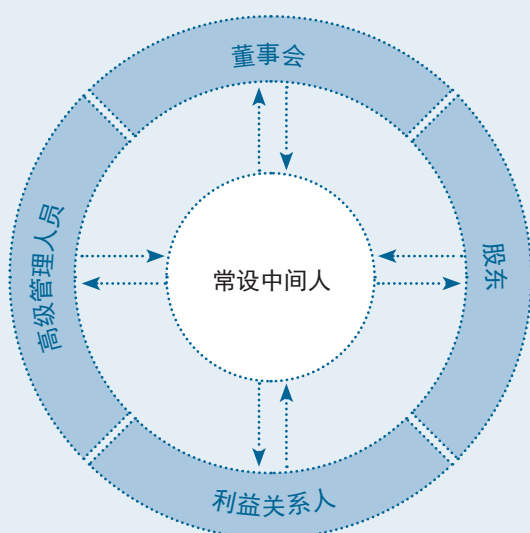 董事会
高级管理人员
常设中间人
股东
利益关系人